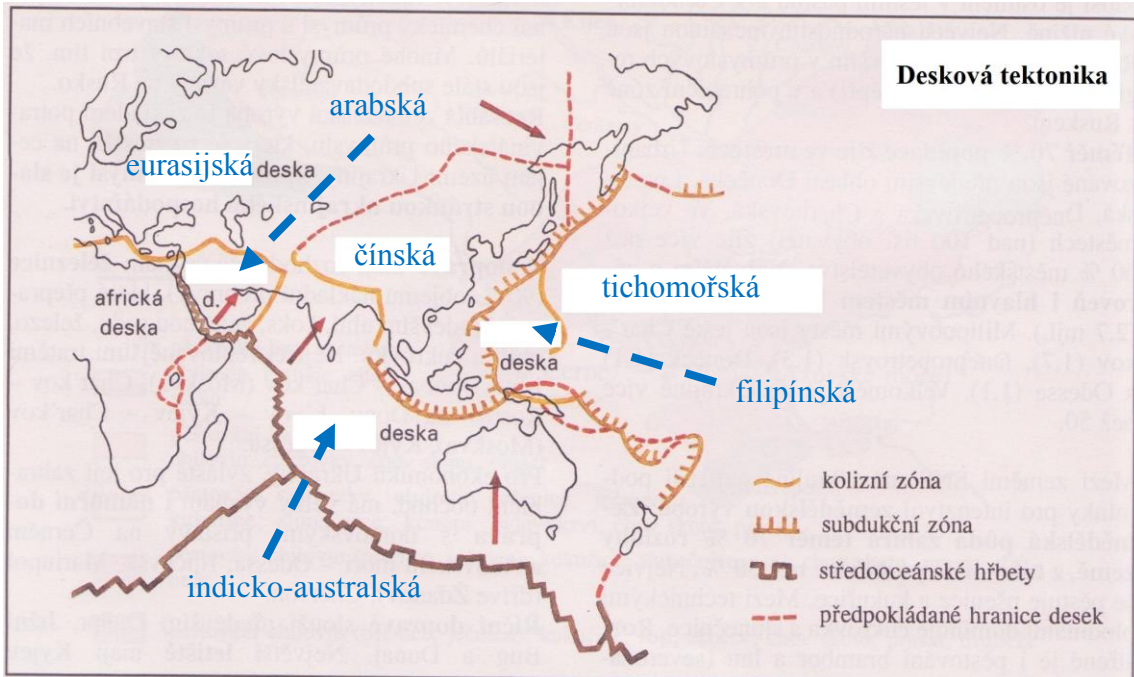 Desková tektonika
arabská
eurasijská deska
čínská
tichomořská
africká
deska
d.
deska
filipínská
deska
indicko-australská
kolizní zóna
subdukční zóna
středooceánské hřbety
předpokládané hranice desek